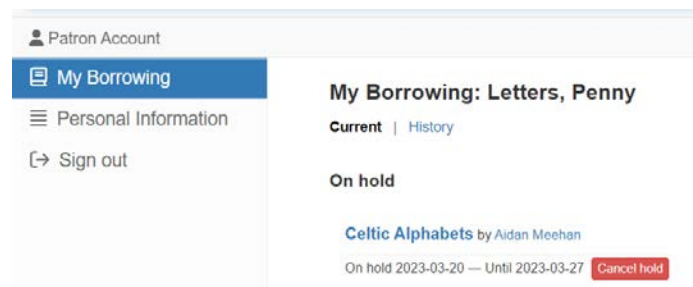 Patron Account
My Borrowing
Personal Information
Sign out
My Borrowing: Letters, Penny
Current | History
On hold
Celtic Alphabets by Aidan Meehan
On hold 2023-03-20 — Until 2023-03-27 Cancel hold